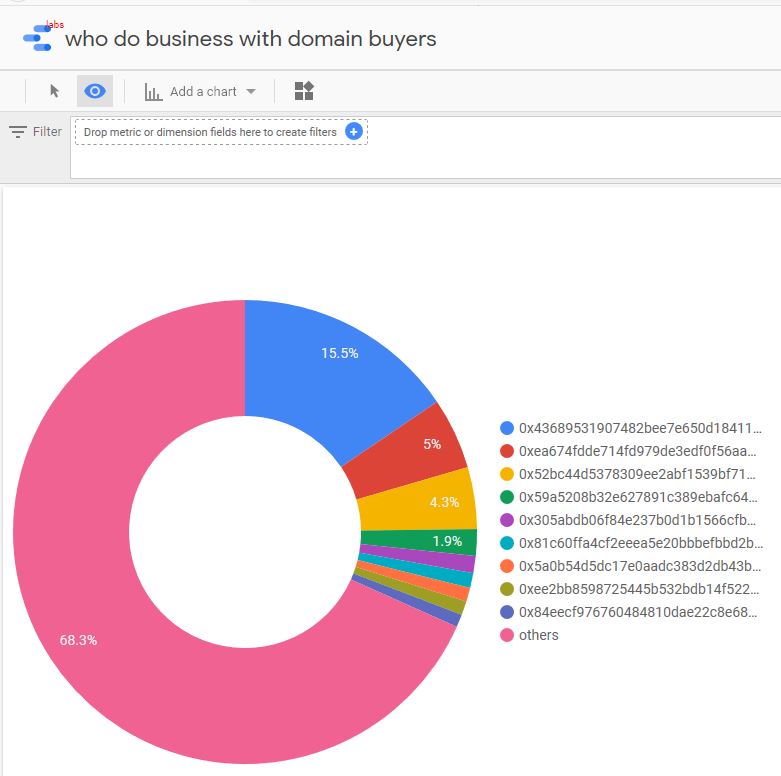 labs
who do business with domain buyers
Add a chart
Filter
Drop metric or dimension fields here to create filters
15.5%
5%
4.3%
1.9%
68.3%
0x43689531907482bee7e650d18411...
0xea674fdde714fd979de3edf0f56aa...
0x52bc44d5378309ee2abf1539bf71...
0x59a5208b32e627891c389ebafc64...
0x305abdb06f84e237b0d1b1566cfb...
0x81c60ffa4cf2eeea5e20bbbefbbd2b...
0x5a0b54d5dc17e0aadc383d2db43b...
0xee2bb8598725445b532bdb14f522...
0x84eecf976760484810dae22c8e68...
others